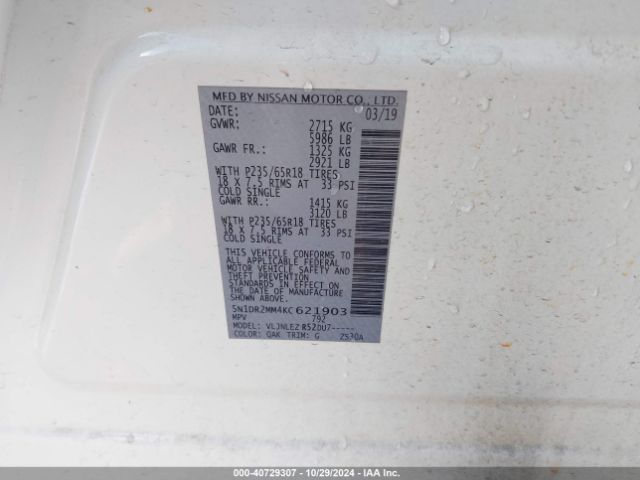 MFD BY NISSAN MOTOR CO., LTD.
DATE: 03/19
GVWR: 2715 KG
5986 LB
GAWR FR.: 1325 KG
2921 LB
WITH P235/65R18 TIRES
18 X 7.5 RIMS AT 33 PSI
COLD SINGLE
GAWR RR.: 1415 KG
3120 LB
WITH P235/65R18 TIRES
18 X 7.5 RIMS AT 33 PSI
COLD SINGLE
THIS VEHICLE CONFORMS TO
ALL APPLICABLE FEDERAL
MOTOR VEHICLE SAFETY AND
THEFT PREVENTION
STANDARDS IN EFFECT ON
THE DATE OF MANUFACTURE
SHOWN ABOVE.
5N1DR2MM4KC621903
MPV 792
MODEL: VLJNLEZ R52DU7-----
COLOR: QAK TRIM: G ZS30A
000-40729307 - 10/29/2024 - IAA Inc.